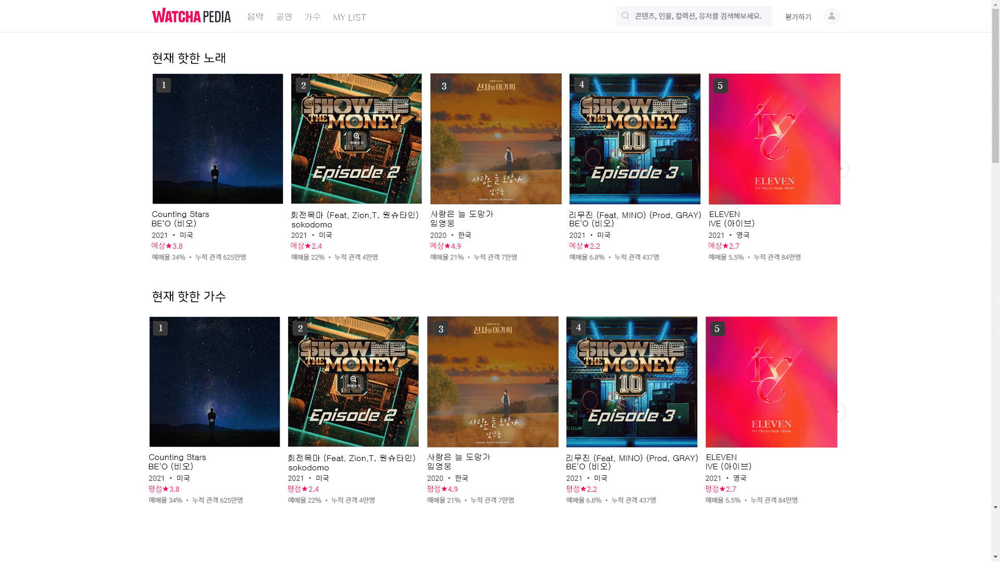 WATCHA PEDIA 음악 공연 가수 MY LIST 콘텐츠, 인물, 컬렉션, 유저를 검색해보세요. 평가하기
현재 핫한 노래
1
2
SHOW ME
THE MONEY
10
확대보기
Episode 2
3
신사와 아가씨
사랑은 늘 도망가
임영웅
ORIGINAL SOUND TRACK PART.2
4
SHOW ME
THE MONEY
10
Episode 3
5
IVE
ELEVEN
IVE The 1st Single Album
Counting Stars
BE'O (비오)
2021 • 미국
예상★3.8
예매율 34% • 누적 관객 625만명
회전목마 (Feat. Zion.T, 원슈타인)
sokodomo
2021 • 미국
예상★2.4
예매율 22% • 누적 관객 4만명
사랑은 늘 도망가
임영웅
2020 • 한국
예상★4.9
예매율 21% • 누적 관객 7만명
리무진 (Feat. MINO) (Prod. GRAY)
BE'O (비오)
2021 • 미국
예상★2.2
예매율 6.8% • 누적 관객 437명
ELEVEN
IVE (아이브)
2021 • 영국
예상★2.7
예매율 5.5% • 누적 관객 84만명
현재 핫한 가수
1
2
SHOW ME
THE MONEY
10
확대보기
Episode 2
3
신사와 아가씨
사랑은 늘 도망가
임영웅
ORIGINAL SOUND TRACK PART.2
4
SHOW ME
THE MONEY
10
Episode 3
5
IVE
ELEVEN
IVE The 1st Single Album
Counting Stars
BE'O (비오)
2021 • 미국
평점★3.8
예매율 34% • 누적 관객 625만명
회전목마 (Feat. Zion.T, 원슈타인)
sokodomo
2021 • 미국
평점★2.4
예매율 22% • 누적 관객 4만명
사랑은 늘 도망가
임영웅
2020 • 한국
평점★4.9
예매율 21% • 누적 관객 7만명
리무진 (Feat. MINO) (Prod. GRAY)
BE'O (비오)
2021 • 미국
평점★2.2
예매율 6.8% • 누적 관객 437명
ELEVEN
IVE (아이브)
2021 • 영국
평점★2.7
예매율 5.5% • 누적 관객 84만명